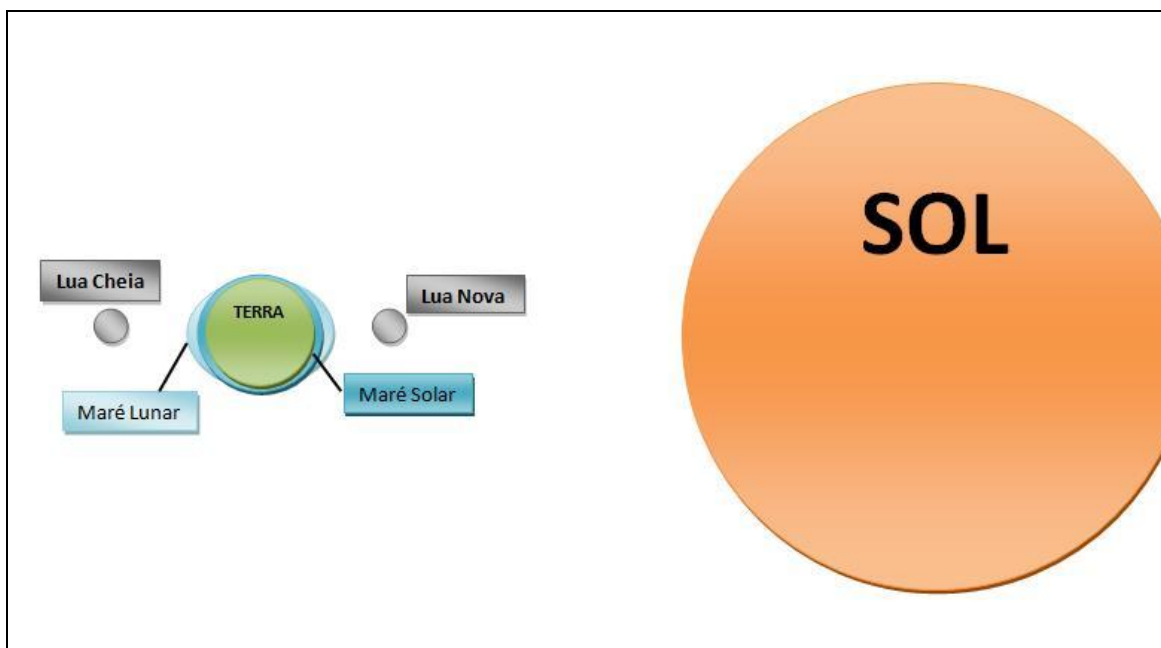 SOL
Lua Cheia
TERRA
Lua Nova
Maré Lunar
Maré Solar